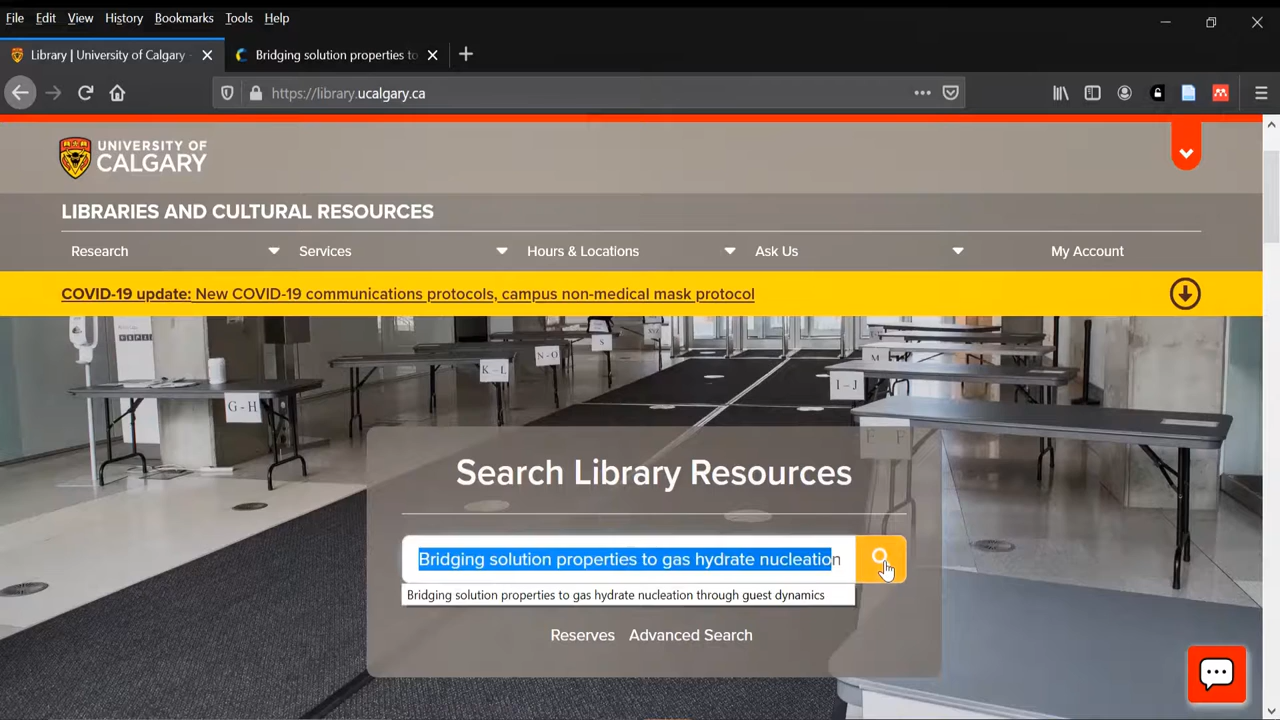 File Edit View History Bookmarks Tools Help
Library | University of Calgary
Bridging solution properties to
https://library.ucalgary.ca
UNIVERSITY OF
CALGARY
LIBRARIES AND CULTURAL RESOURCES
Research Services Hours & Locations Ask Us My Account
COVID-19 update: New COVID-19 communications protocols, campus non-medical mask protocol
S
N-O
K-L
M
I-J
G-H
E F
Search Library Resources
Bridging solution properties to gas hydrate nucleation
Bridging solution properties to gas hydrate nucleation through guest dynamics
Reserves Advanced Search